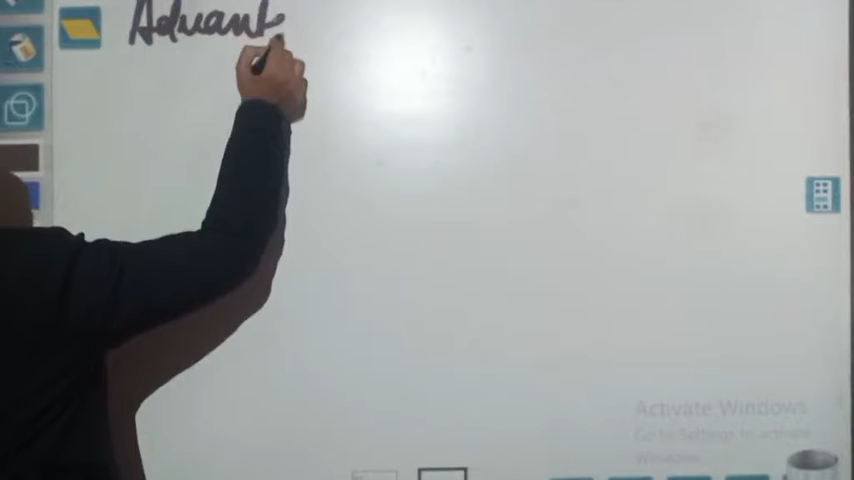 Advant
Activate Windows
Go to Settings to activate
Windows.